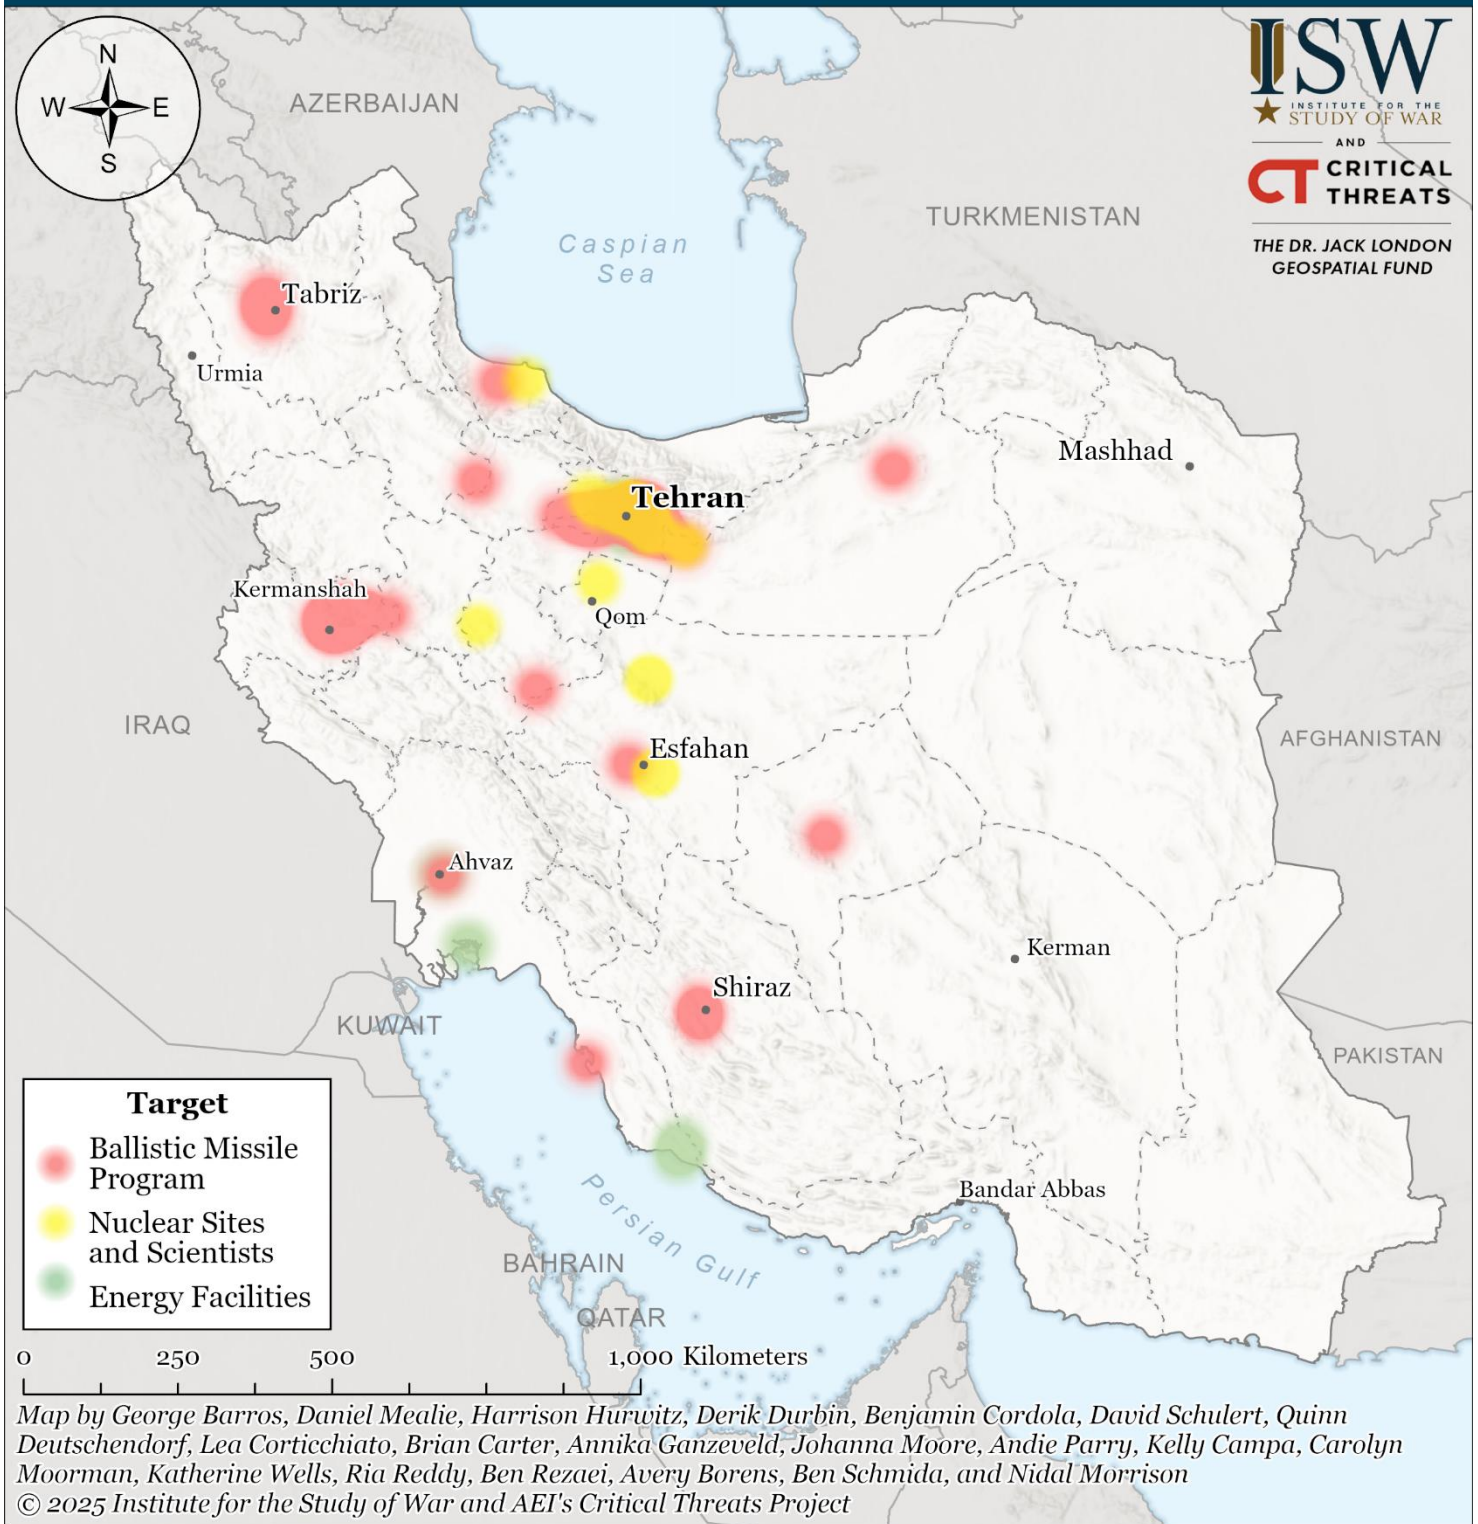 N
W
E
S
ISW
INSTITUTE FOR THE
STUDY OF WAR
AND
CT CRITICAL
THREATS
THE DR. JACK LONDON
GEOSPATIAL FUND
AZERBAIJAN
TURKMENISTAN
Caspian
Sea
Tabriz
Urmia
Mashhad
Tehran
Kermanshah
Qom
IRAQ
Esfahan
AFGHANISTAN
Ahvaz
Kerman
Shiraz
KUWAIT
PAKISTAN
Bandar Abbas
Persian Gulf
BAHRAIN
QATAR
Target
Ballistic Missile
Program
Nuclear Sites
and Scientists
Energy Facilities
0 250 500 1,000 Kilometers
Map by George Barros, Daniel Mealie, Harrison Hurwitz, Derik Durbin, Benjamin Cordola, David Schulert, Quinn
Deutschendorf, Lea Corticchiato, Brian Carter, Annika Ganzeveld, Johanna Moore, Andie Parry, Kelly Campa, Carolyn
Moorman, Katherine Wells, Ria Reddy, Ben Rezaei, Avery Borens, Ben Schmida, and Nidal Morrison
© 2025 Institute for the Study of War and AEI's Critical Threats Project